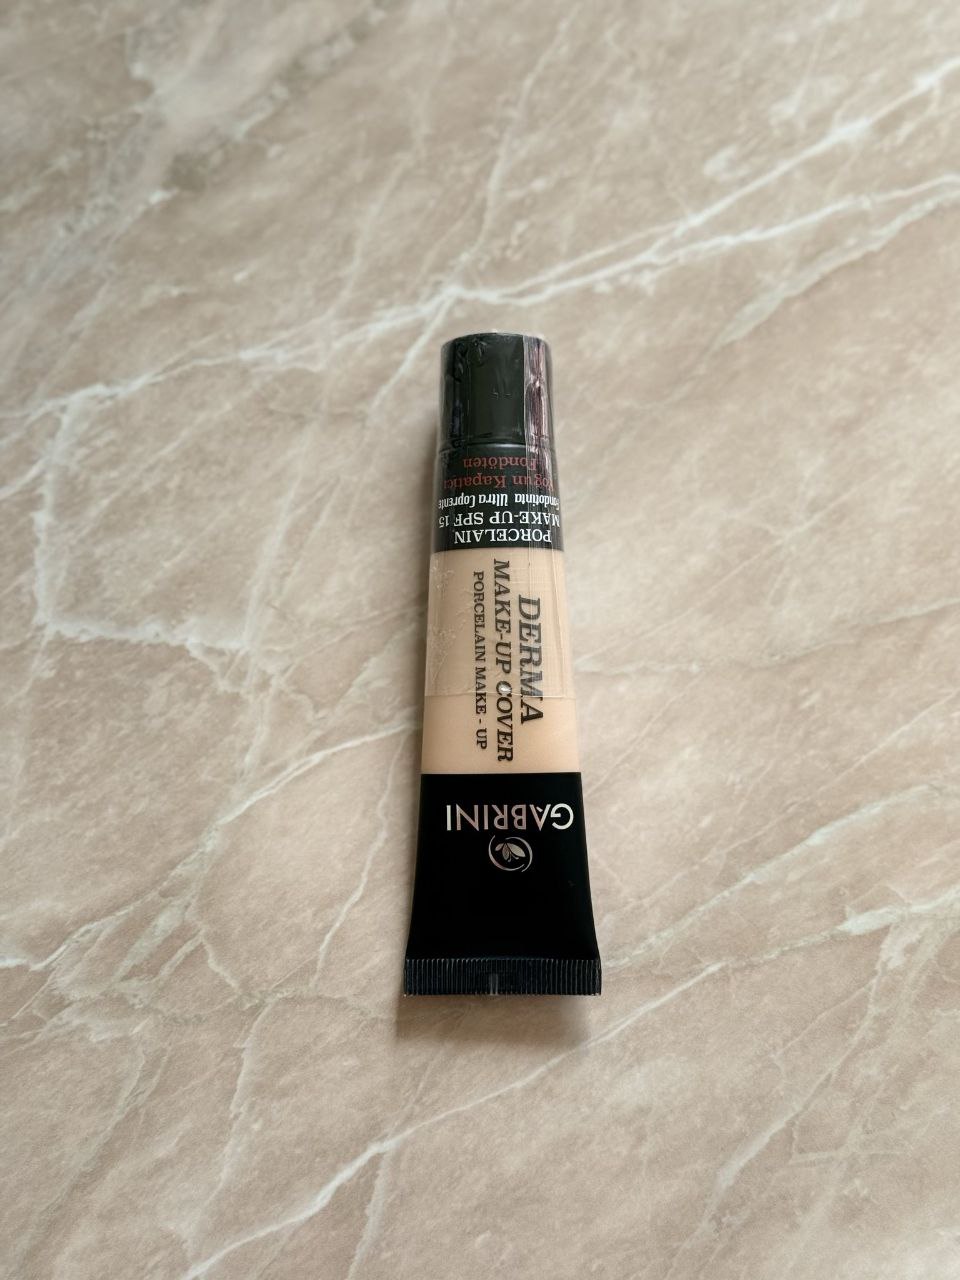 GABRINI
DERMA
MAKE-UP COVER
PORCELAIN MAKE - UP
PORCELAIN
MAKE-UP SPF 15
Fondotinta Ultra Coprente
Yoğun Kapatıcı
Fondöten